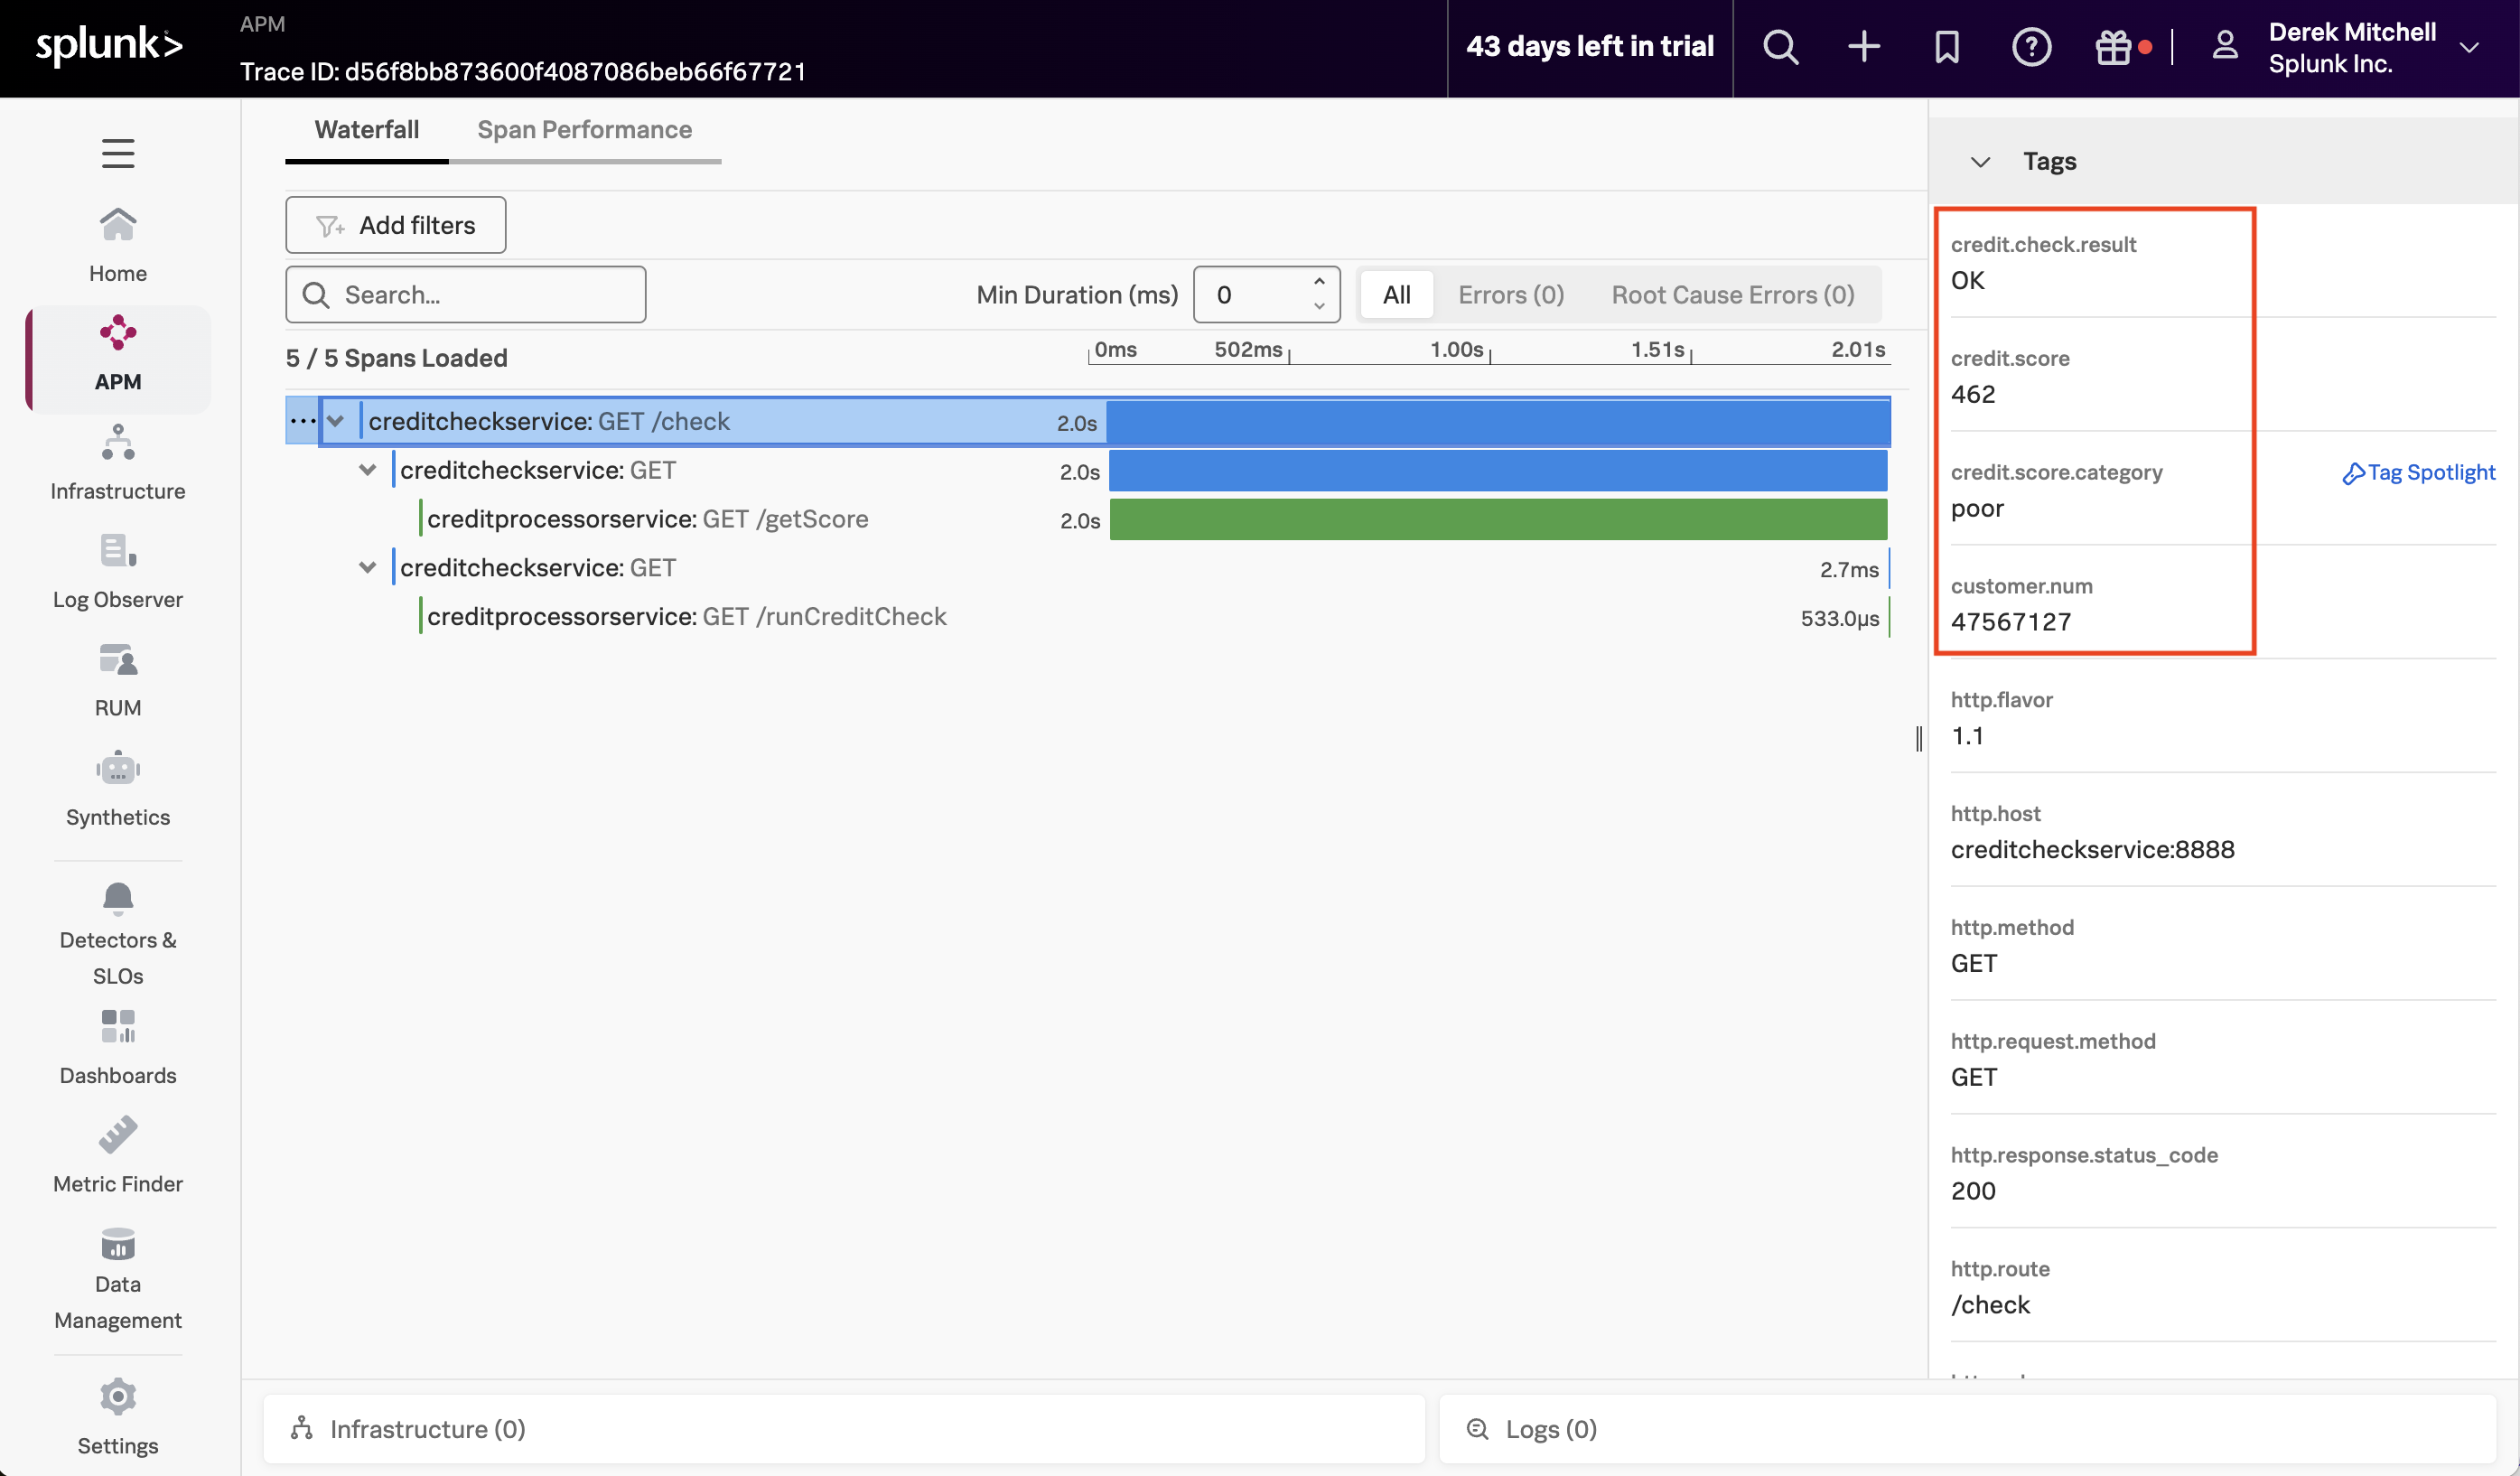 splunk>
APM
Trace ID: d56f8bb873600f4087086beb66f67721
43 days left in trial
Derek Mitchell
Splunk Inc.
Home
APM
Infrastructure
Log Observer
RUM
Synthetics
Detectors &
SLOs
Dashboards
Metric Finder
Data
Management
Settings
Waterfall
Span Performance
Add filters
Search...
Min Duration (ms)
0
All
Errors (0)
Root Cause Errors (0)
5 / 5 Spans Loaded
0ms
502ms
1.00s
1.51s
2.01s
creditcheckservice: GET /check
2.0s
creditcheckservice: GET
2.0s
creditprocessorservice: GET /getScore
2.0s
creditcheckservice: GET
2.7ms
creditprocessorservice: GET /runCreditCheck
533.0µs
Infrastructure (0)
Logs (0)
Tags
credit.check.result
OK
credit.score
462
credit.score.category
Tag Spotlight
poor
customer.num
47567127
http.flavor
1.1
http.host
creditcheckservice:8888
http.method
GET
http.request.method
GET
http.response.status_code
200
http.route
/check